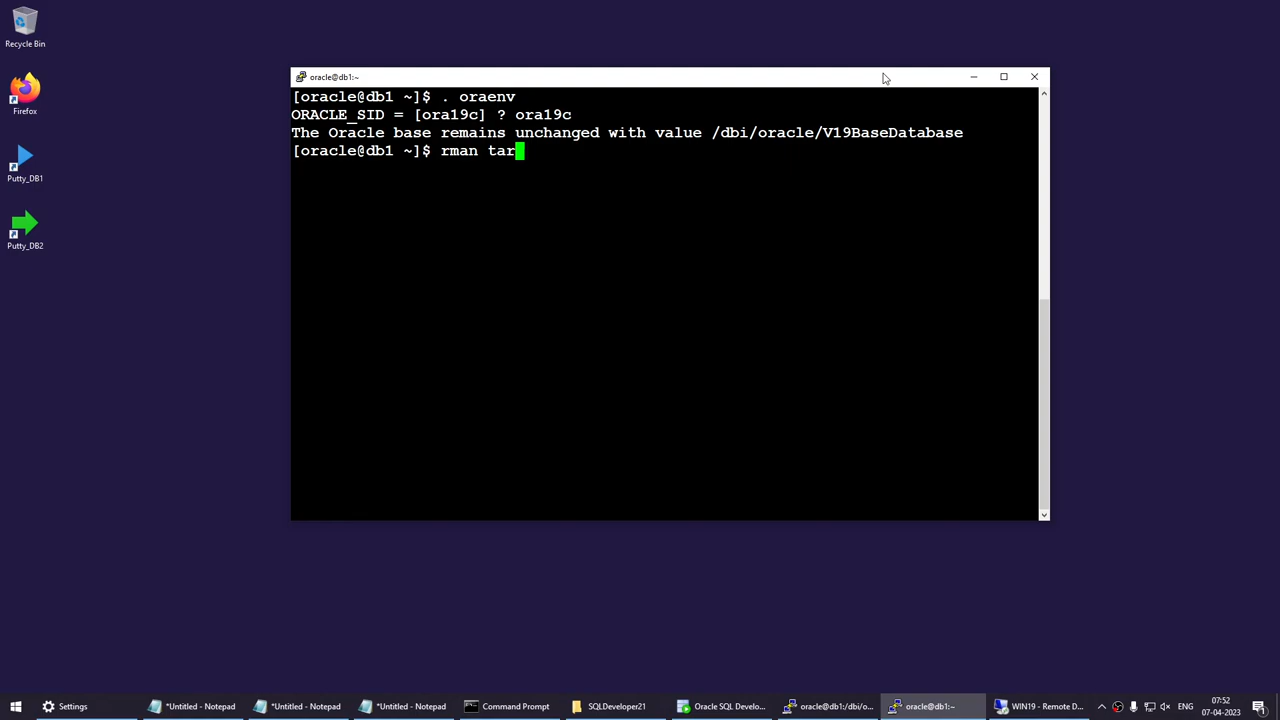 Recycle Bin
Firefox
Putty_DB1
Putty_DB2
oracle@db1:~
[oracle@db1 ~]$ . oraenv
ORACLE_SID = [ora19c] ? ora19c
The Oracle base remains unchanged with value /dbi/oracle/V19BaseDatabase
[oracle@db1 ~]$ rman tar
Settings
*Untitled - Notepad
*Untitled - Notepad
*Untitled - Notepad
Command Prompt
SQLDeveloper21
Oracle SQL Develo...
oracle@db1:/dbi/o...
oracle@db1:~
WIN19 - Remote D...
ENG
07:52
07-04-2023